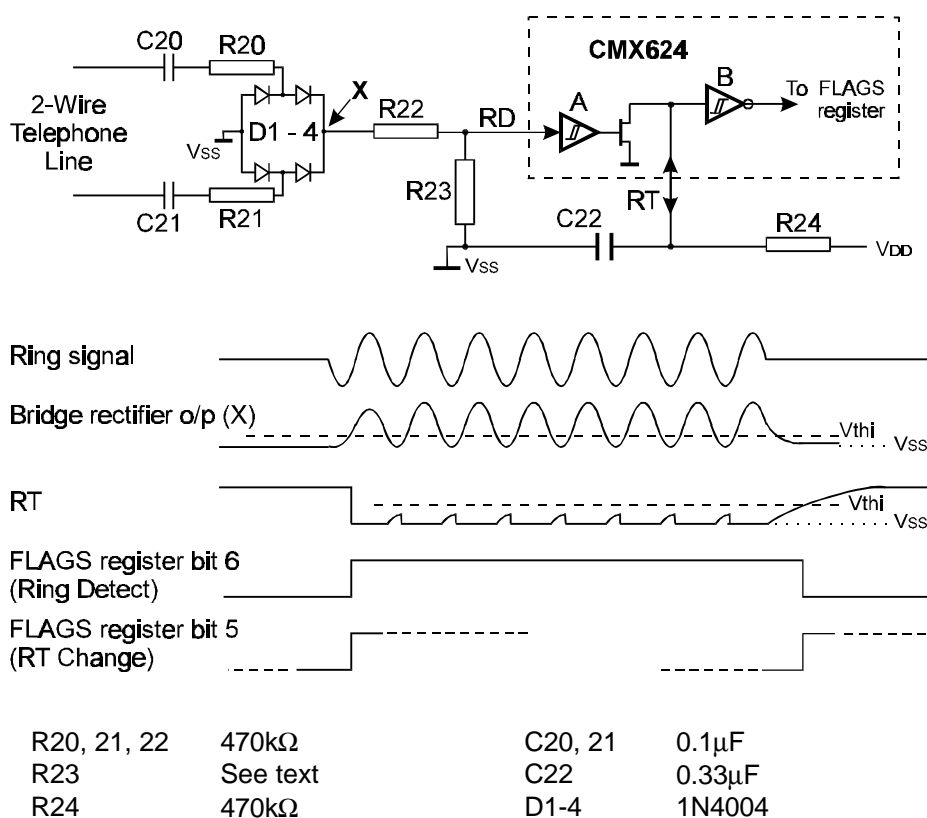 C20
R20
CMX624
X
A
B
To FLAGS
register
2-Wire
Telephone
Line
VSS
D1 - 4
R22
RD
R23
RT
C21
R21
C22
R24
VDD
VSS
Ring signal
Bridge rectifier o/p (X)
Vthi
VSS
RT
Vthi
VSS
FLAGS register bit 6
(Ring Detect)
FLAGS register bit 5
(RT Change)
R20, 21, 22 470kΩ C20, 21 0.1μF
R23 See text C22 0.33μF
R24 470kΩ D1-4 1N4004